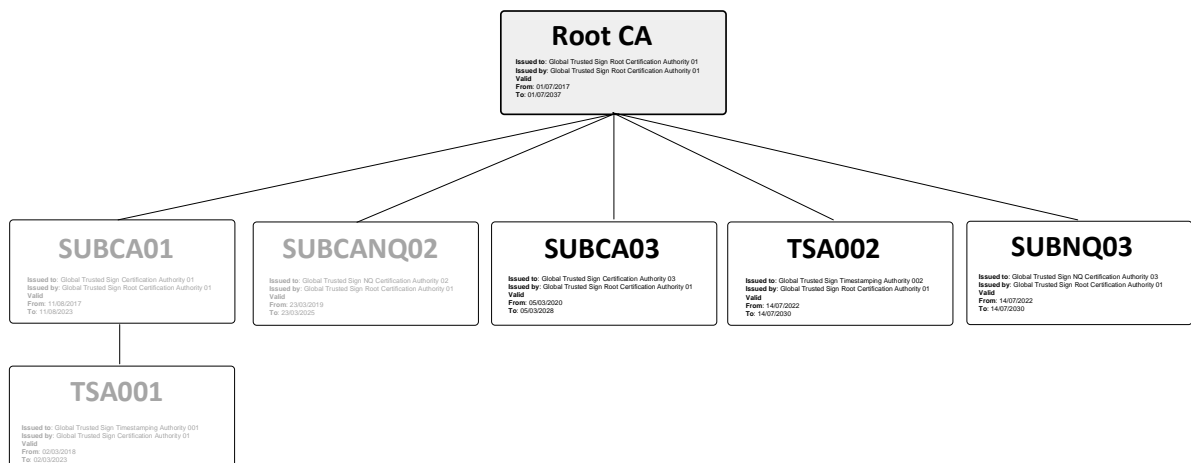 Root CA
Issued to: Global Trusted Sign Root Certification Authority 01
Issued by: Global Trusted Sign Root Certification Authority 01
Valid
From: 01/07/2017
To: 01/07/2037
SUBCA01
Issued to: Global Trusted Sign Certification Authority 01
Issued by: Global Trusted Sign Root Certification Authority 01
Valid
From: 11/08/2017
To: 11/08/2023
SUBCANQ02
Issued to: Global Trusted Sign NQ Certification Authority 02
Issued by: Global Trusted Sign Root Certification Authority 01
Valid
From: 23/03/2019
To: 23/03/2025
SUBCA03
Issued to: Global Trusted Sign Certification Authority 03
Issued by: Global Trusted Sign Root Certification Authority 01
Valid
From: 05/03/2020
To: 05/03/2028
TSA002
Issued to: Global Trusted Sign Timestamping Authority 002
Issued by: Global Trusted Sign Root Certification Authority 01
Valid
From: 14/07/2022
To: 14/07/2030
SUBNQ03
Issued to: Global Trusted Sign NQ Certification Authority 03
Issued by: Global Trusted Sign Root Certification Authority 01
Valid
From: 14/07/2022
To: 14/07/2030
TSA001
Issued to: Global Trusted Sign Timestamping Authority 001
Issued by: Global Trusted Sign Certification Authority 01
Valid
From: 02/03/2018
To: 02/03/2023